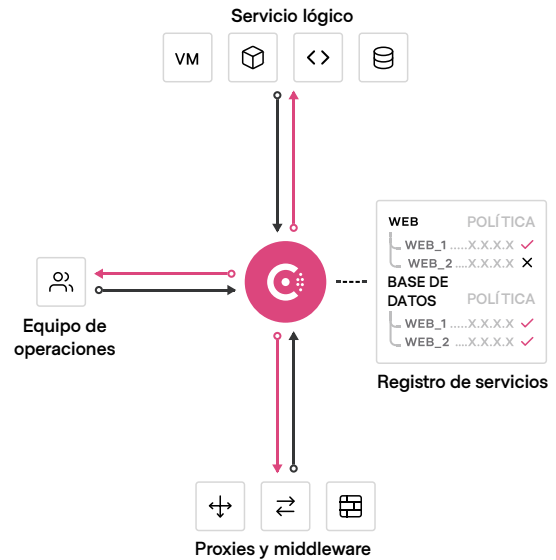 Servicio lógico
VM
WEB POLÍTICA
WEB_1 .....X.X.X.X
WEB_2 ...X.X.X.X
BASE DE
DATOS POLÍTICA
WEB_1 ....X.X.X.X
WEB_2 ....X.X.X.X
Registro de servicios
Equipo de
operaciones
Proxies y middleware